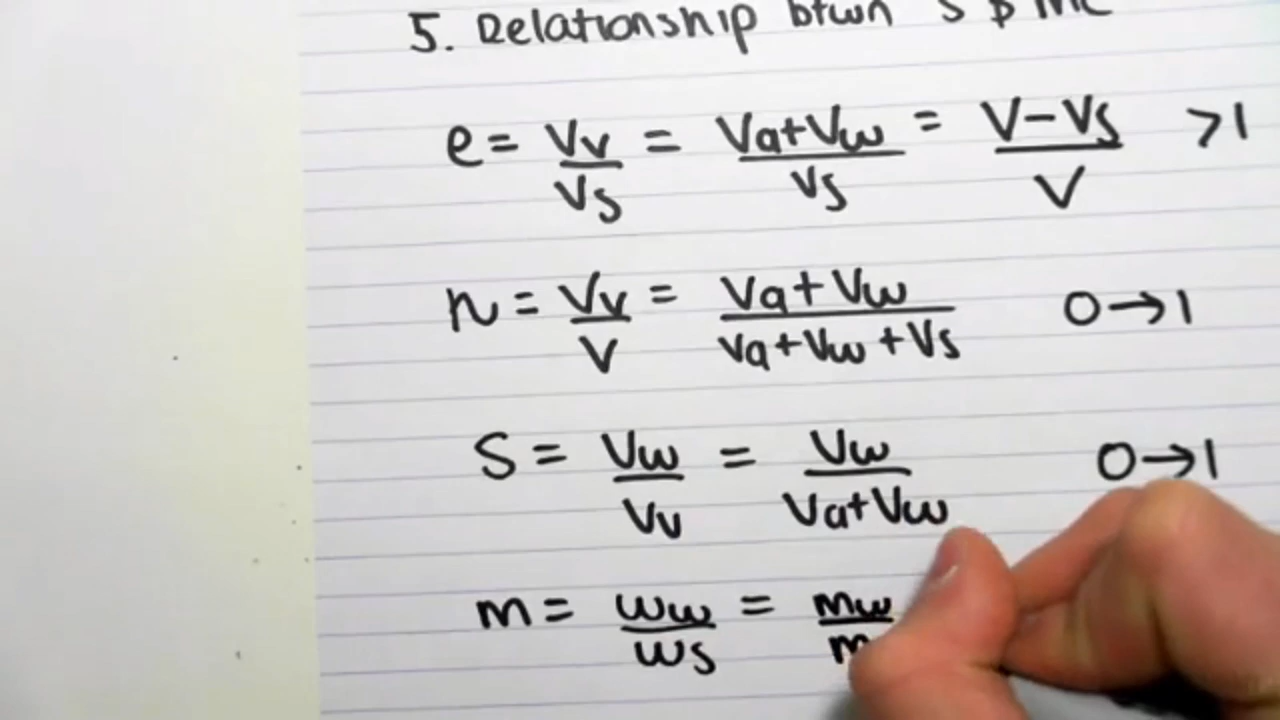 5. Relationship btwn S & MC
e = Vv/Vs = Va+Vw/Vs = V-Vs/V >1
n = Vv/V = Va+Vw/Va+Vw+Vs 0→1
S = Vw/Vv = Vw/Va+Vw 0→1
m = Ww/Ws = Mw/M